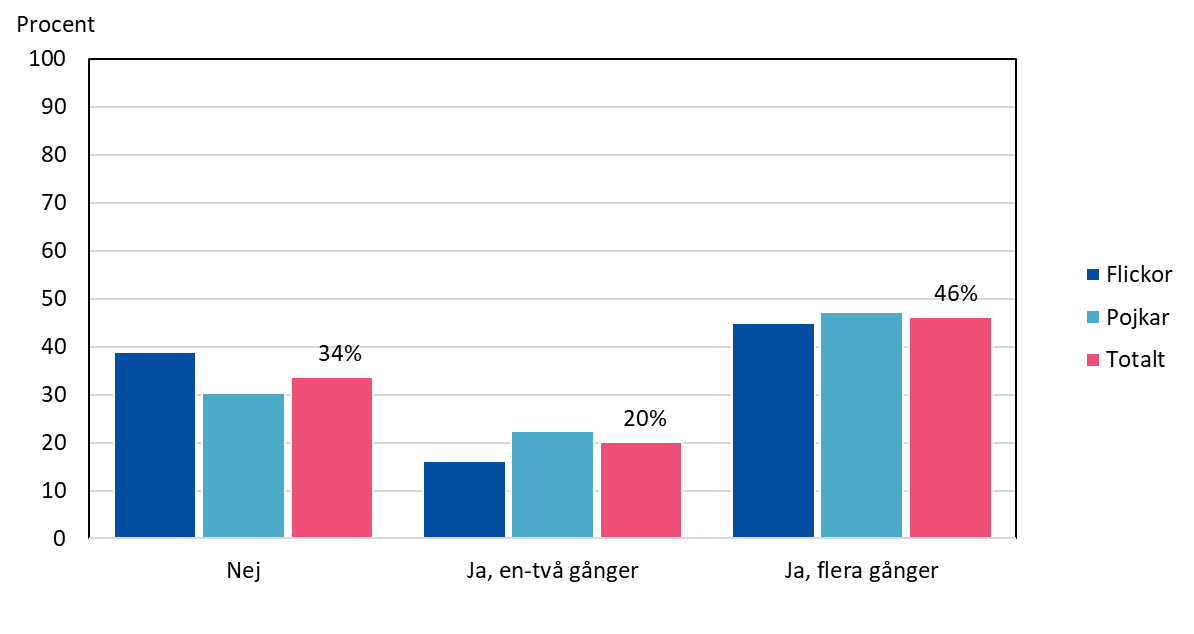 Procent
100
90
80
70
60
50
40
30
20
10
0
34%
20%
46%
Nej
Ja, en-två gånger
Ja, flera gånger
Flickor
Pojkar
Totalt